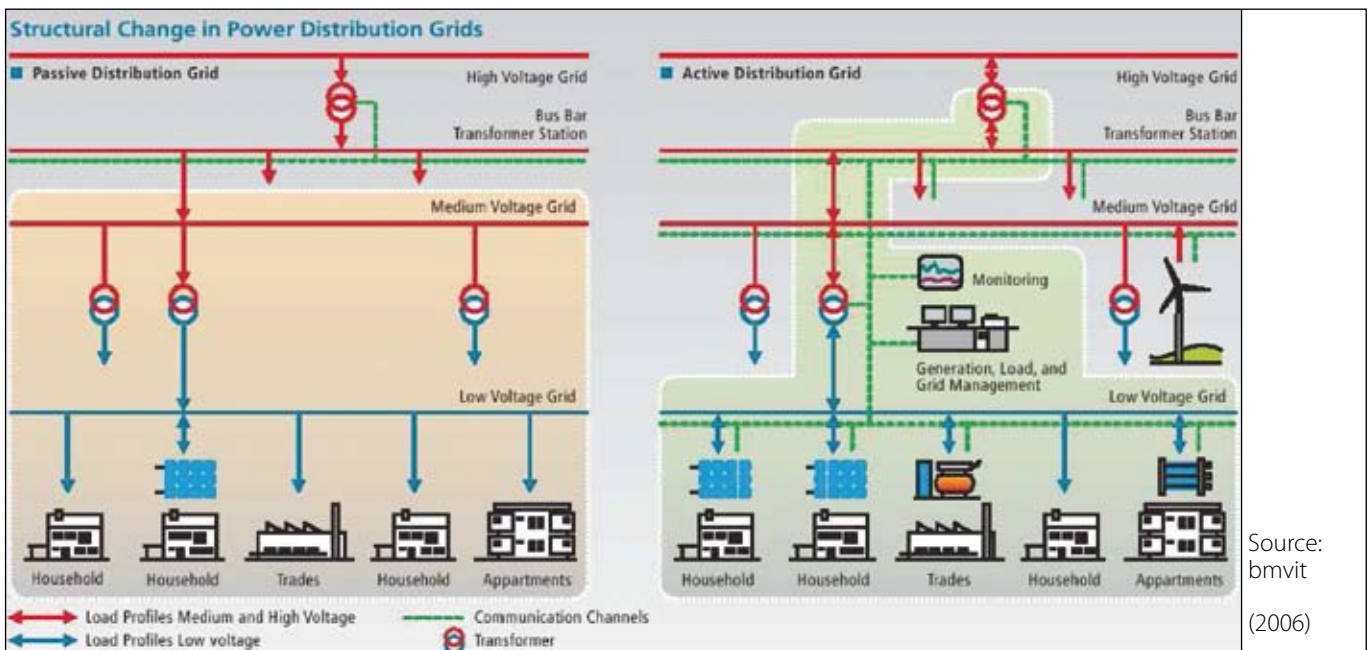 Structural Change in Power Distribution Grids
Passive Distribution Grid
High Voltage Grid
Bus Bar
Transformer Station
Medium Voltage Grid
Low Voltage Grid
Household
Household
Trades
Household
Appartments
Active Distribution Grid
High Voltage Grid
Bus Bar
Transformer Station
Medium Voltage Grid
Monitoring
Generation, Load, and
Grid Management
Low Voltage Grid
Household
Household
Trades
Household
Appartments
Load Profiles Medium and High Voltage
Communication Channels
Load Profiles Low voltage
Transformer
Source:
bmvit
(2006)